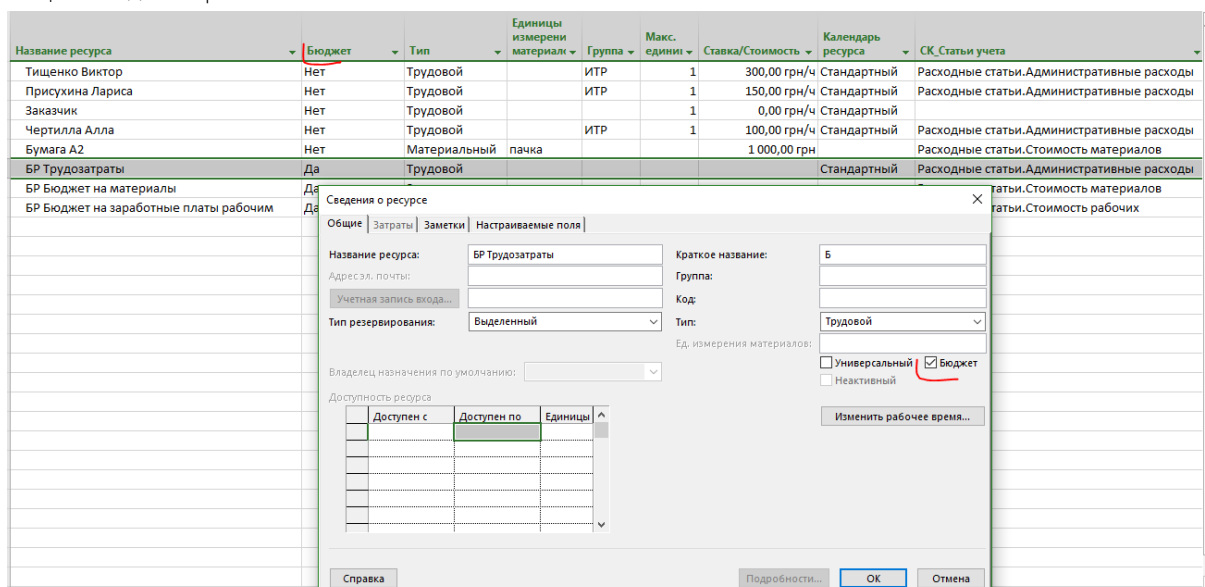 Единицы
измерени
Макс.
Календарь
Название ресурса Бюджет Тип материало Группа единиц Ставка/Стоимость ресурса СК_Статьи учета
Тищенко Виктор Нет Трудовой ИТР 1 300,00 грн/ч Стандартный Расходные статьи.Административные расходы
Присухина Лариса Нет Трудовой ИТР 1 150,00 грн/ч Стандартный Расходные статьи.Административные расходы
Заказчик Нет Трудовой 1 0,00 грн/ч Стандартный
Чертилла Алла Нет Трудовой ИТР 1 100,00 грн/ч Стандартный Расходные статьи.Административные расходы
Бумага А2 Нет Материальный пачка 1 000,00 грн Расходные статьи.Стоимость материалов
БР Трудозатраты Да Трудовой Стандартный Расходные статьи.Административные расходы
БР Бюджет на материалы Да татьи.Стоимость материалов
БР Бюджет на заработные платы рабочим Да татьи.Стоимость рабочих
Сведения о ресурсе
Общие Затраты Заметки Настраиваемые поля
Название ресурса: БР Трудозатраты Краткое название: Б
Адрес эл. почты: Группа:
Учетная запись входа... Код:
Тип резервирования: Выделенный Тип: Трудовой
Ед. измерения материалов:
Универсальный Бюджет
Владелец назначения по умолчанию: Неактивный
Доступность ресурса
Доступен с Доступен по Единицы Изменить рабочее время...
Справка Подробности... ОК Отмена